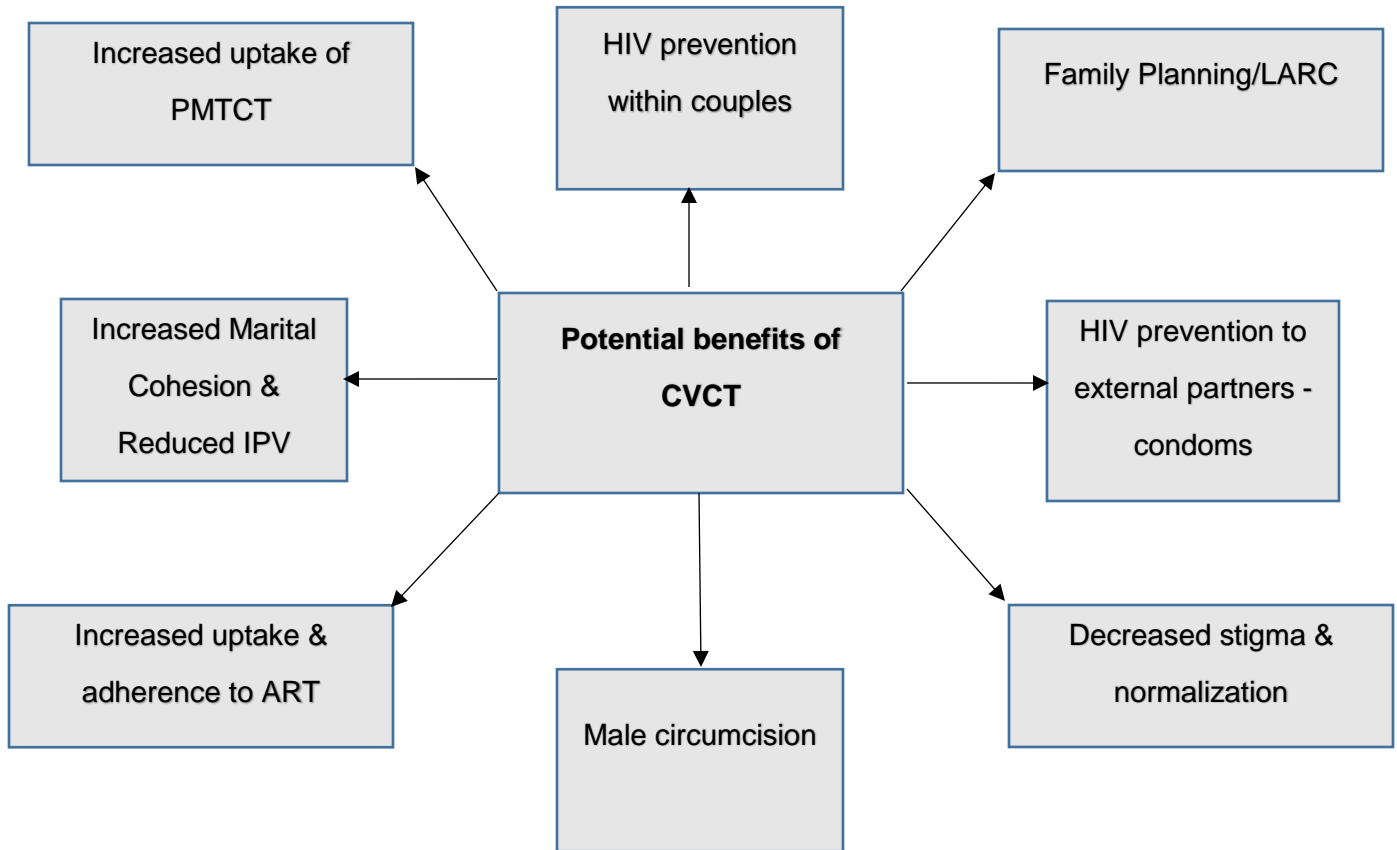 Increased uptake of
PMTCT
HIV prevention
within couples
Family Planning/LARC
Increased Marital
Cohesion &
Reduced IPV
Potential benefits of
CVCT
HIV prevention to
external partners -
condoms
Increased uptake &
adherence to ART
Male circumcision
Decreased stigma &
normalization